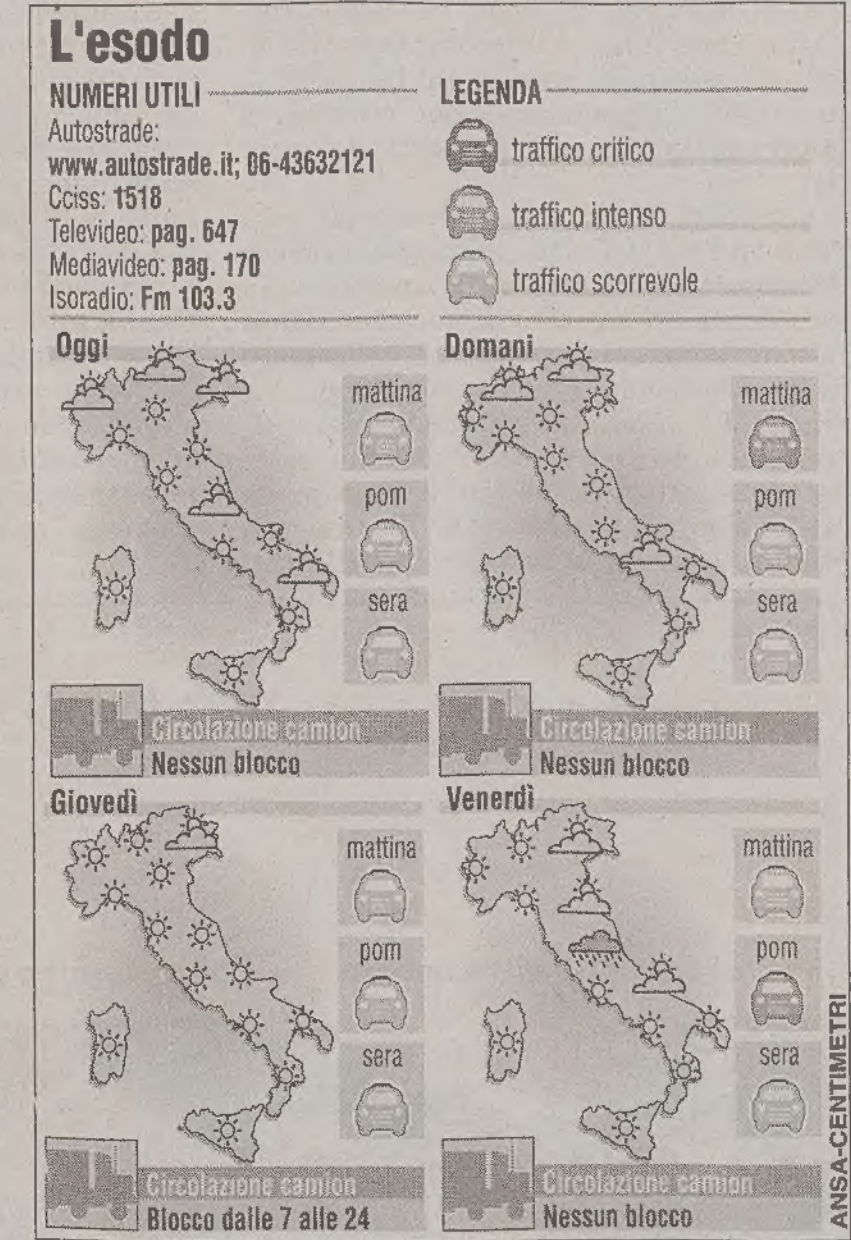 L'esodo
NUMERI UTILI
Autostrade:
www.autostrade.it; 06-43632121
Cciss: 1518
Televideo: pag. 647
Mediavideo: pag. 170
Isoradio: Fm 103.3
LEGENDA
traffico critico
traffico intenso
traffico scorrevole
Oggi
mattina
pom
sera
Circolazione camion
Nessun blocco
Domani
mattina
pom
sera
Circolazione camion
Nessun blocco
Giovedì
mattina
pom
sera
Circolazione camion
Blocco dalle 7 alle 24
Venerdì
mattina
pom
sera
Circolazione camion
Nessun blocco
ANSA-CENTIMETRI